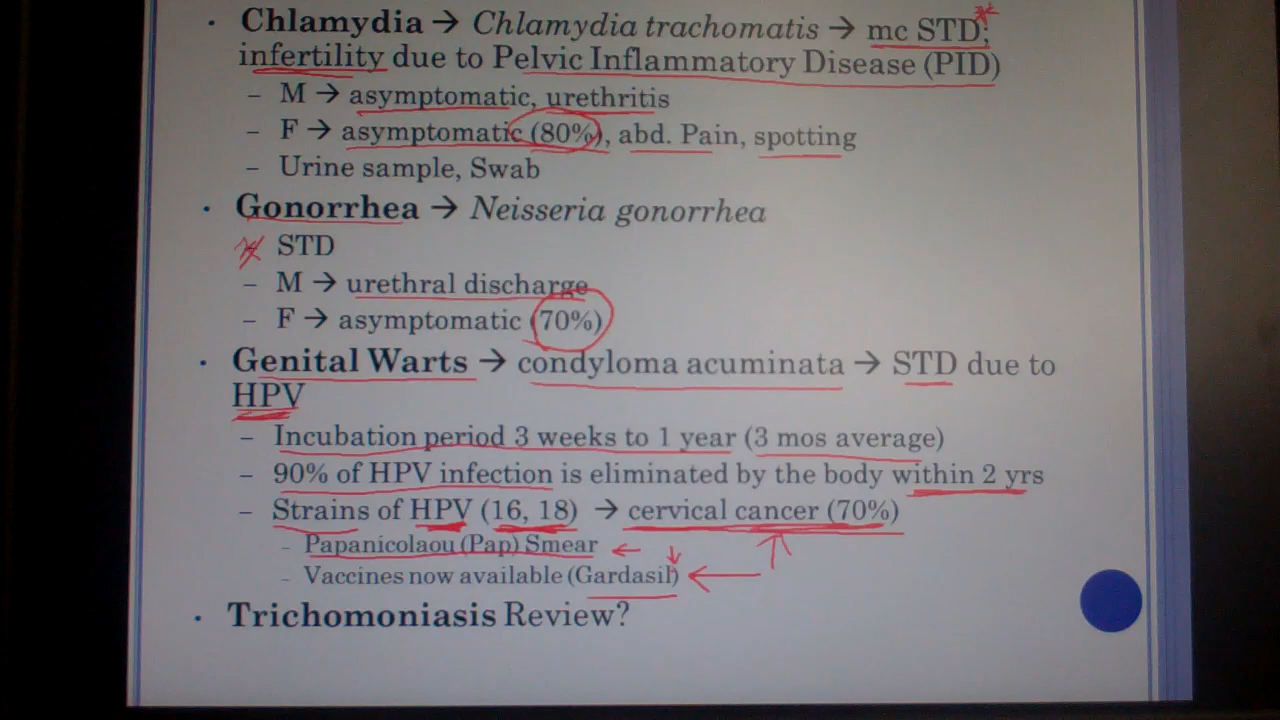 • Chlamydia → Chlamydia trachomatis → mc STD;
infertility due to Pelvic Inflammatory Disease (PID)
– M → asymptomatic, urethritis
– F → asymptomatic (80%), abd. Pain, spotting
– Urine sample, Swab
• Gonorrhea → Neisseria gonorrhea
STD
– M → urethral discharge
– F → asymptomatic (70%)
• Genital Warts → condyloma acuminata → STD due to
HPV
– Incubation period 3 weeks to 1 year (3 mos average)
– 90% of HPV infection is eliminated by the body within 2 yrs
– Strains of HPV (16, 18) → cervical cancer (70%)
– Papanicolaou (Pap) Smear
– Vaccines now available (Gardasil)
• Trichomoniasis Review?